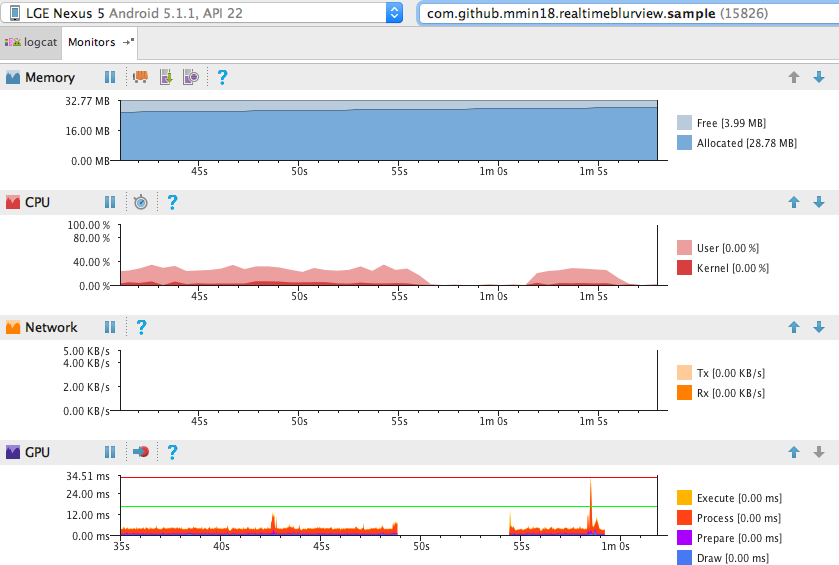 LGE Nexus 5 Android 5.1.1, API 22
com.github.mmin18.realtimeblurview.sample (15826)
logcat
Monitors
Memory
?
32.77 MB
16.00 MB
0.00 MB
45s 50s 55s 1m 0s 1m 5s
Free [3.99 MB]
Allocated [28.78 MB]
CPU
?
100.00 %
80.00 %
40.00 %
0.00 %
45s 50s 55s 1m 0s 1m 5s
User [0.00 %]
Kernel [0.00 %]
Network
?
5.00 KB/s
4.00 KB/s
2.00 KB/s
0.00 KB/s
45s 50s 55s 1m 0s 1m 5s
Tx [0.00 KB/s]
Rx [0.00 KB/s]
GPU
?
34.51 ms
24.00 ms
12.00 ms
0.00 ms
35s 40s 45s 50s 55s 1m 0s
Execute [0.00 ms]
Process [0.00 ms]
Prepare [0.00 ms]
Draw [0.00 ms]